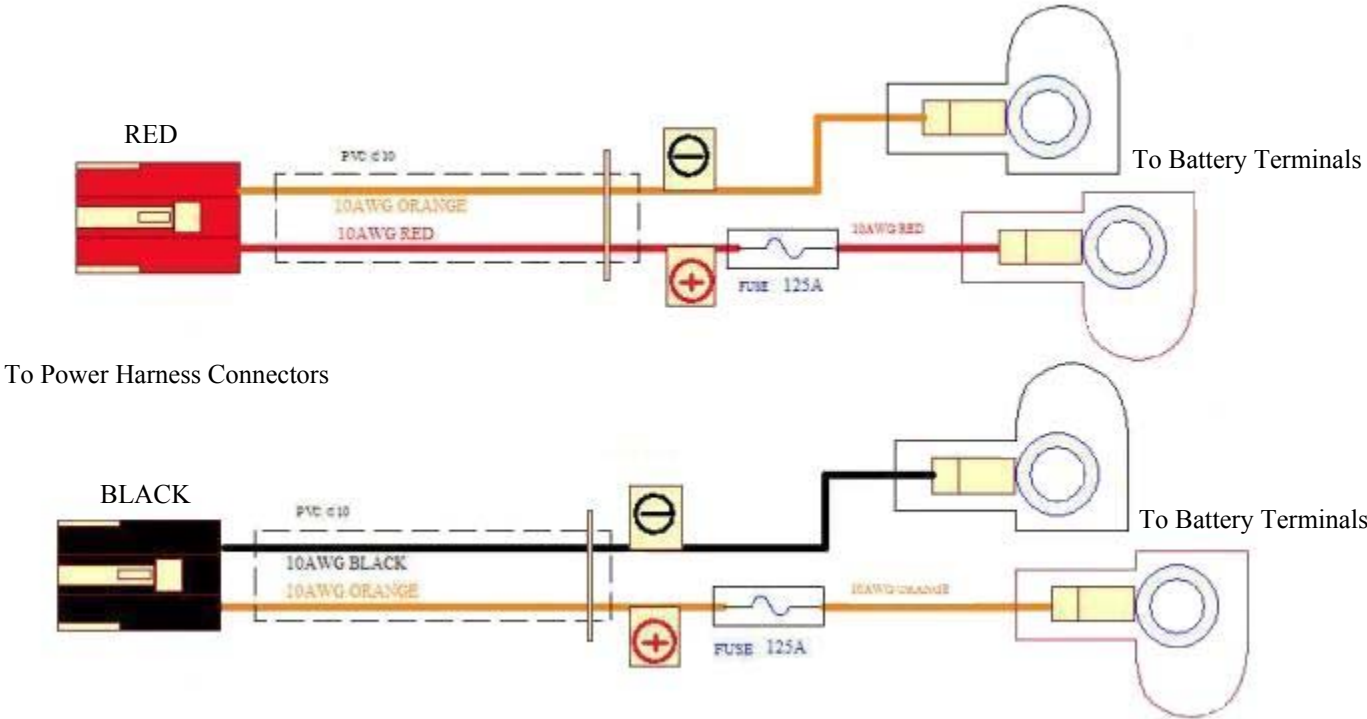 RED
PVC d 10
To Battery Terminals
10AWG ORANGE
10AWG RED
10AWG RED
FUSE 125A
To Power Harness Connectors
BLACK
PVC d 10
To Battery Terminals
10AWG BLACK
10AWG ORANGE
10AWG ORANGE
FUSE 125A